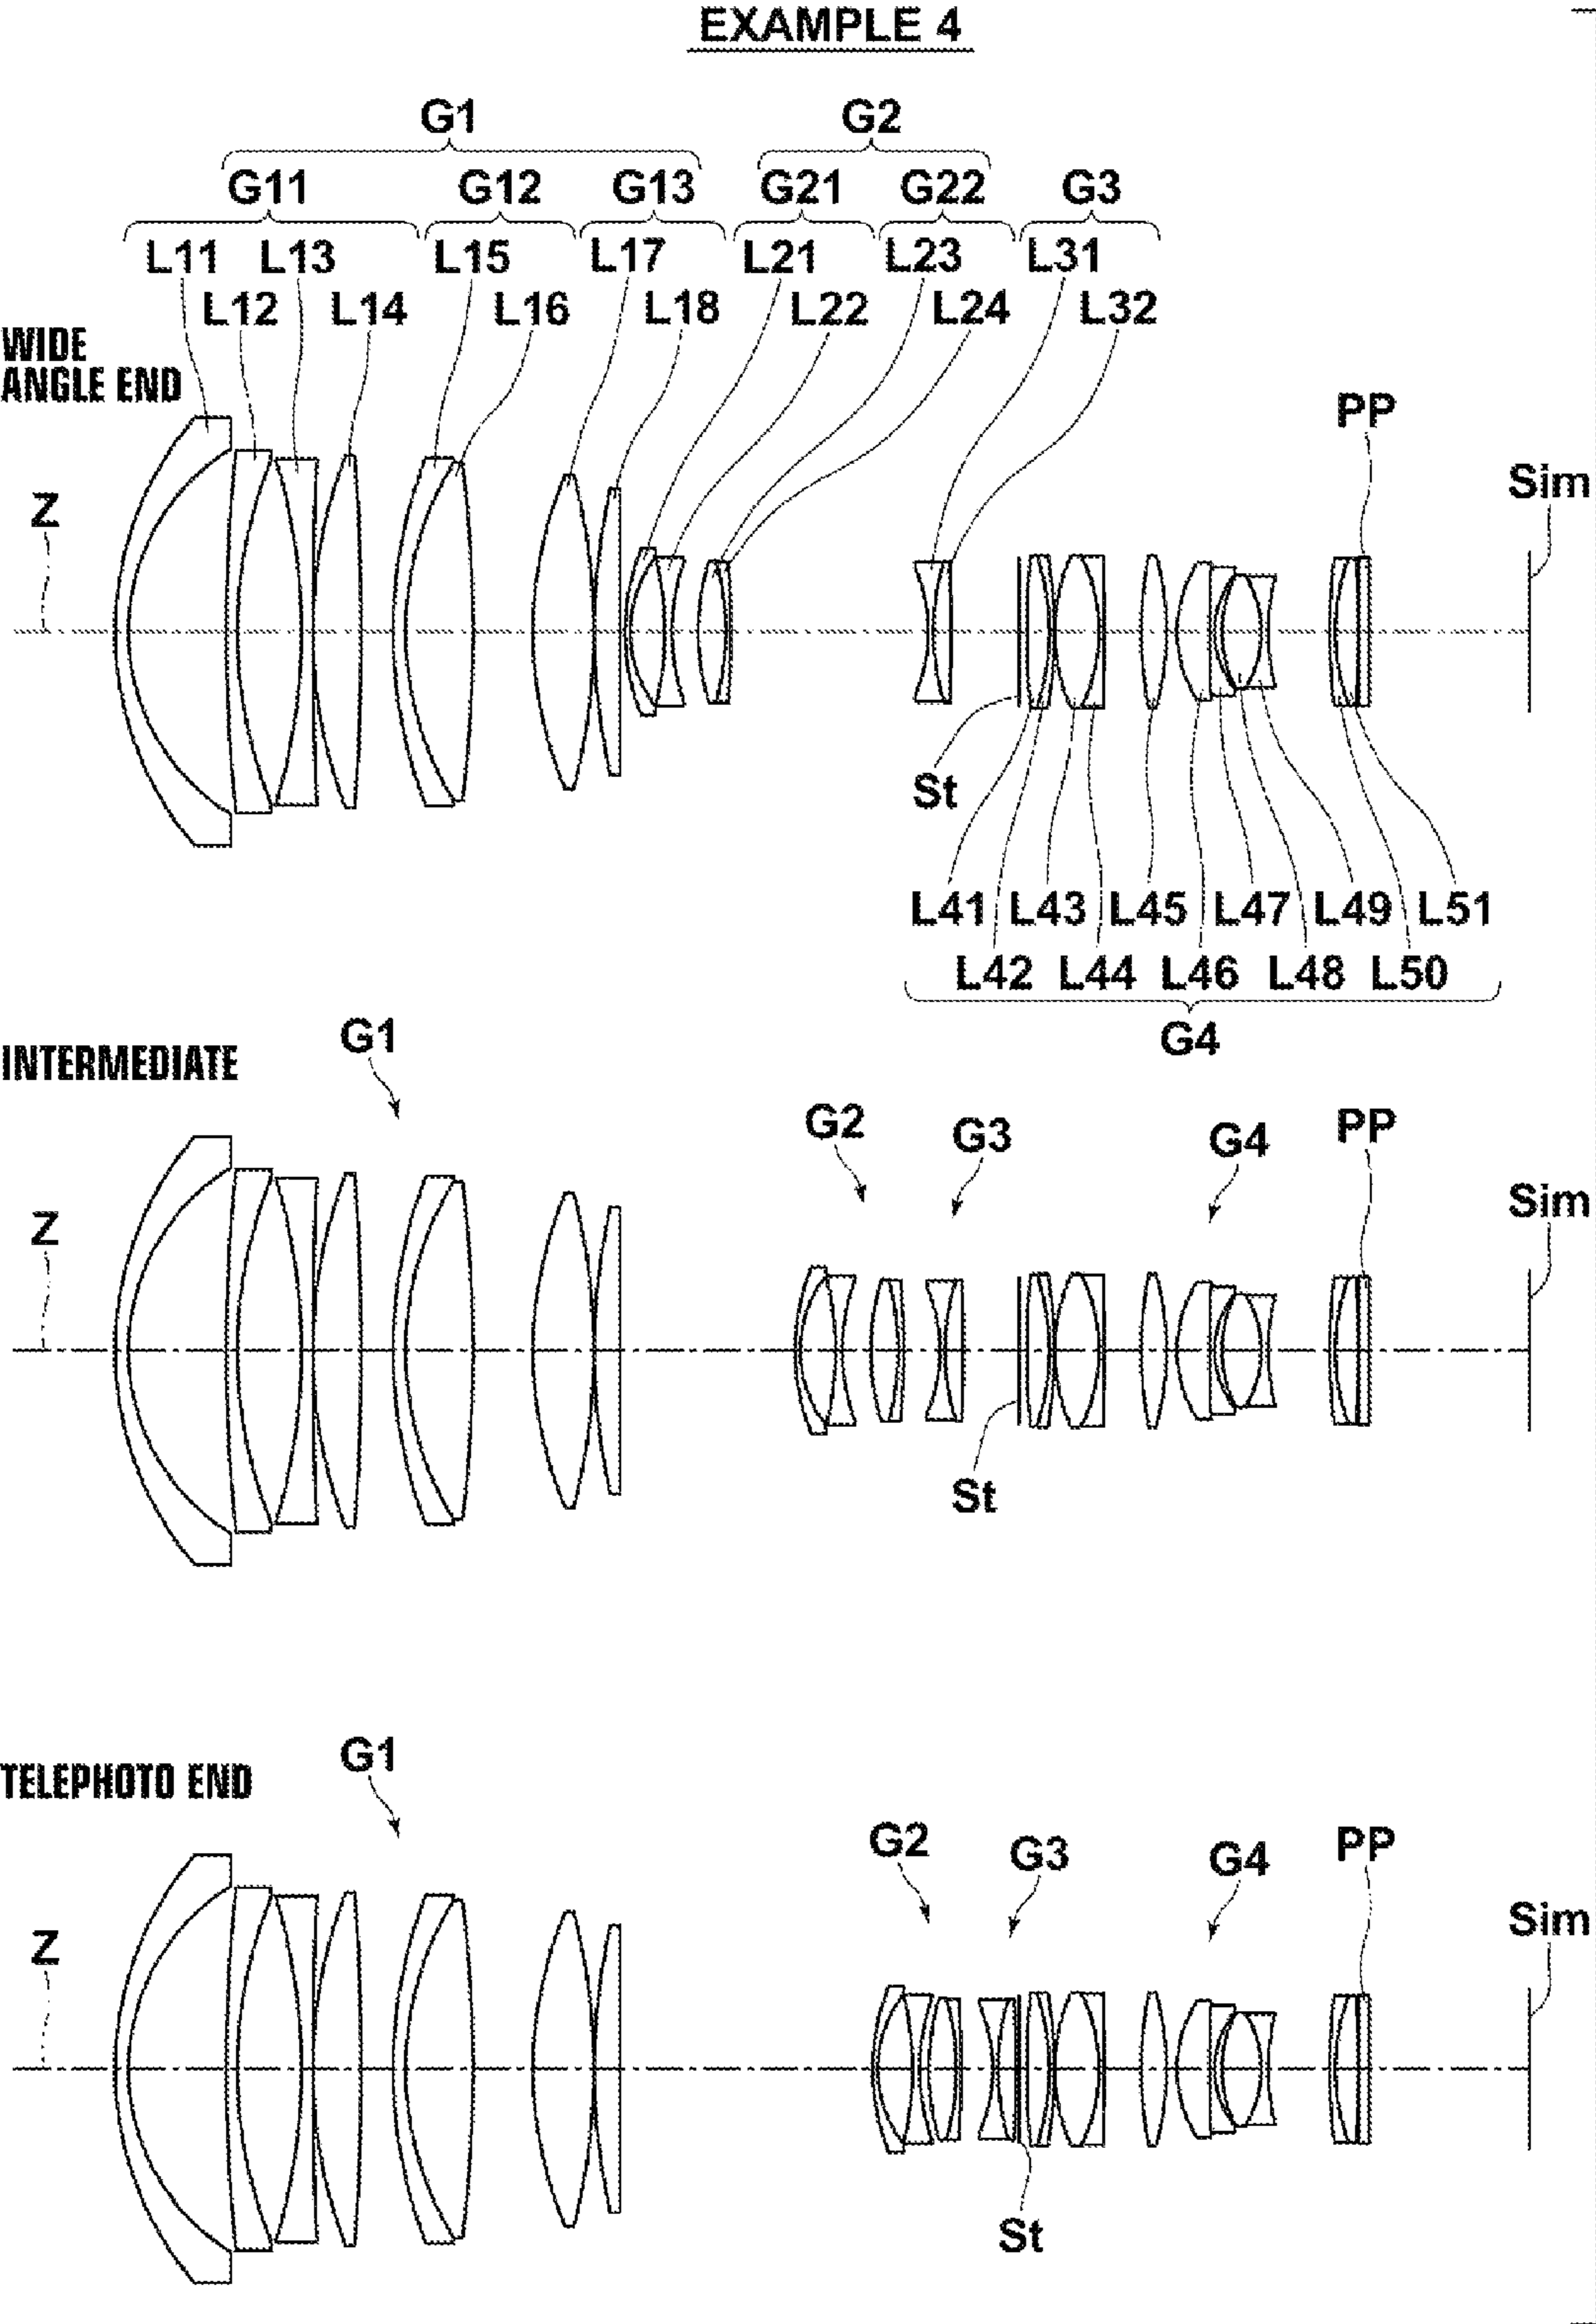 EXAMPLE 4
G1 G2
G11 G12 G13 G21 G22 G3
L11 L13 L15 L17 L21 L23 L31
L12 L14 L16 L18 L22 L24 L32
WIDE
ANGLE END
PP
Sim
Z
St
L41 L43 L45 L47 L49 L51
L42 L44 L46 L48 L50
G4
INTERMEDIATE
G1
G2 G3 G4 PP
Sim
Z
St
TELEPHOTO END
G1
G2 G3 G4 PP
Sim
Z
St